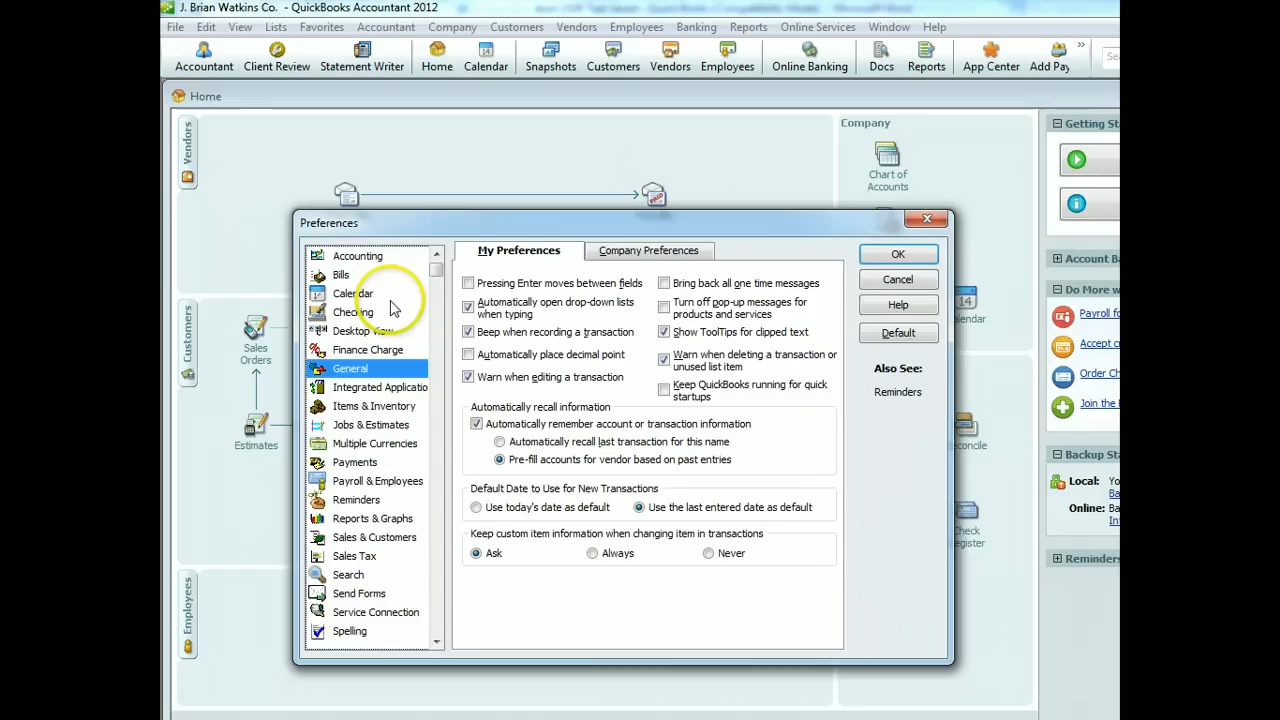 J. Brian Watkins Co. - QuickBooks Accountant 2012
File Edit View Lists Favorites Accountant Company Customers Vendors Employees Banking Reports Online Services Window Help
Accountant Client Review Statement Writer Home Calendar Snapshots Customers Vendors Employees Online Banking Docs Reports App Center Add Pay
Home
Vendors
Company
Chart of
Accounts
Getting St
Preferences
Accounting
Bills
Calendar
Checking
Desktop View
Finance Charge
General
Integrated Applicatio
Items & Inventory
Jobs & Estimates
Multiple Currencies
Payments
Payroll & Employees
Reminders
Reports & Graphs
Sales & Customers
Sales Tax
Search
Send Forms
Service Connection
Spelling
My Preferences
Company Preferences
Pressing Enter moves between fields
Automatically open drop-down lists
when typing
Beep when recording a transaction
Automatically place decimal point
Warn when editing a transaction
Bring back all one time messages
Turn off pop-up messages for
products and services
Show ToolTips for clipped text
Warn when deleting a transaction or
unused list item
Keep QuickBooks running for quick
startups
Automatically recall information
Automatically remember account or transaction information
Automatically recall last transaction for this name
Pre-fill accounts for vendor based on past entries
Default Date to Use for New Transactions
Use today's date as default
Use the last entered date as default
Keep custom item information when changing item in transactions
Ask
Always
Never
OK
Cancel
Help
Default
Also See:
Reminders
Customers
Sales
Orders
Estimates
Employees
alendar
econcile
Check
egister
Account Ba
Do More w
Payroll fo
Accept c
Order Ch
Join the
Backup Sta
Local: Yo
Ba
Online: Ba
Int
Reminders